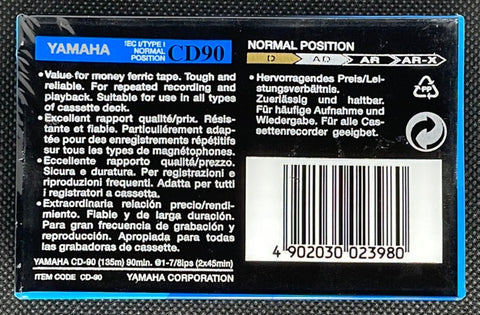 YAMAHA
IEC I/TYPE I
NORMAL
POSITION
CD90
•Value for money ferric tape. Tough and
reliable. For repeated recording and
playback. Suitable for use in all types
of cassette deck.
•Excellent rapport qualité/prix. Résis-
tante et fiable. Particuliérement adap-
tée pour des enregistrements répétitifs
sur tous les types de magnétophones.
•Eccellente rapporto qualitá/prezzo.
Sicura e duratura. Per registrazioni e
riproduzioni frequenti. Adatta per tutti
i registratori a cassetta.
•Extraordinaria relación precio/rendi-
miento. Fiable y de larga duración.
Para gran frecuencia de grabación y
reproducción. Apropiada para todas
las grabadoras de cassette.
YAMAHA CD-90 (135m) 90min. @1-7/8ips (2x45min)
ITEM CODE CD-90
YAMAHA CORPORATION
NORMAL POSITION
D
AD
AR
AR-X
•Hervorragendes Preis/Lei-
stungsverbältnis.
Zuerlässig und haltbar.
Für häufige Aufnahme und
Wiedergabe. Für alle Cas-
settenrecorder geeignet.
PP
4 902030 023980